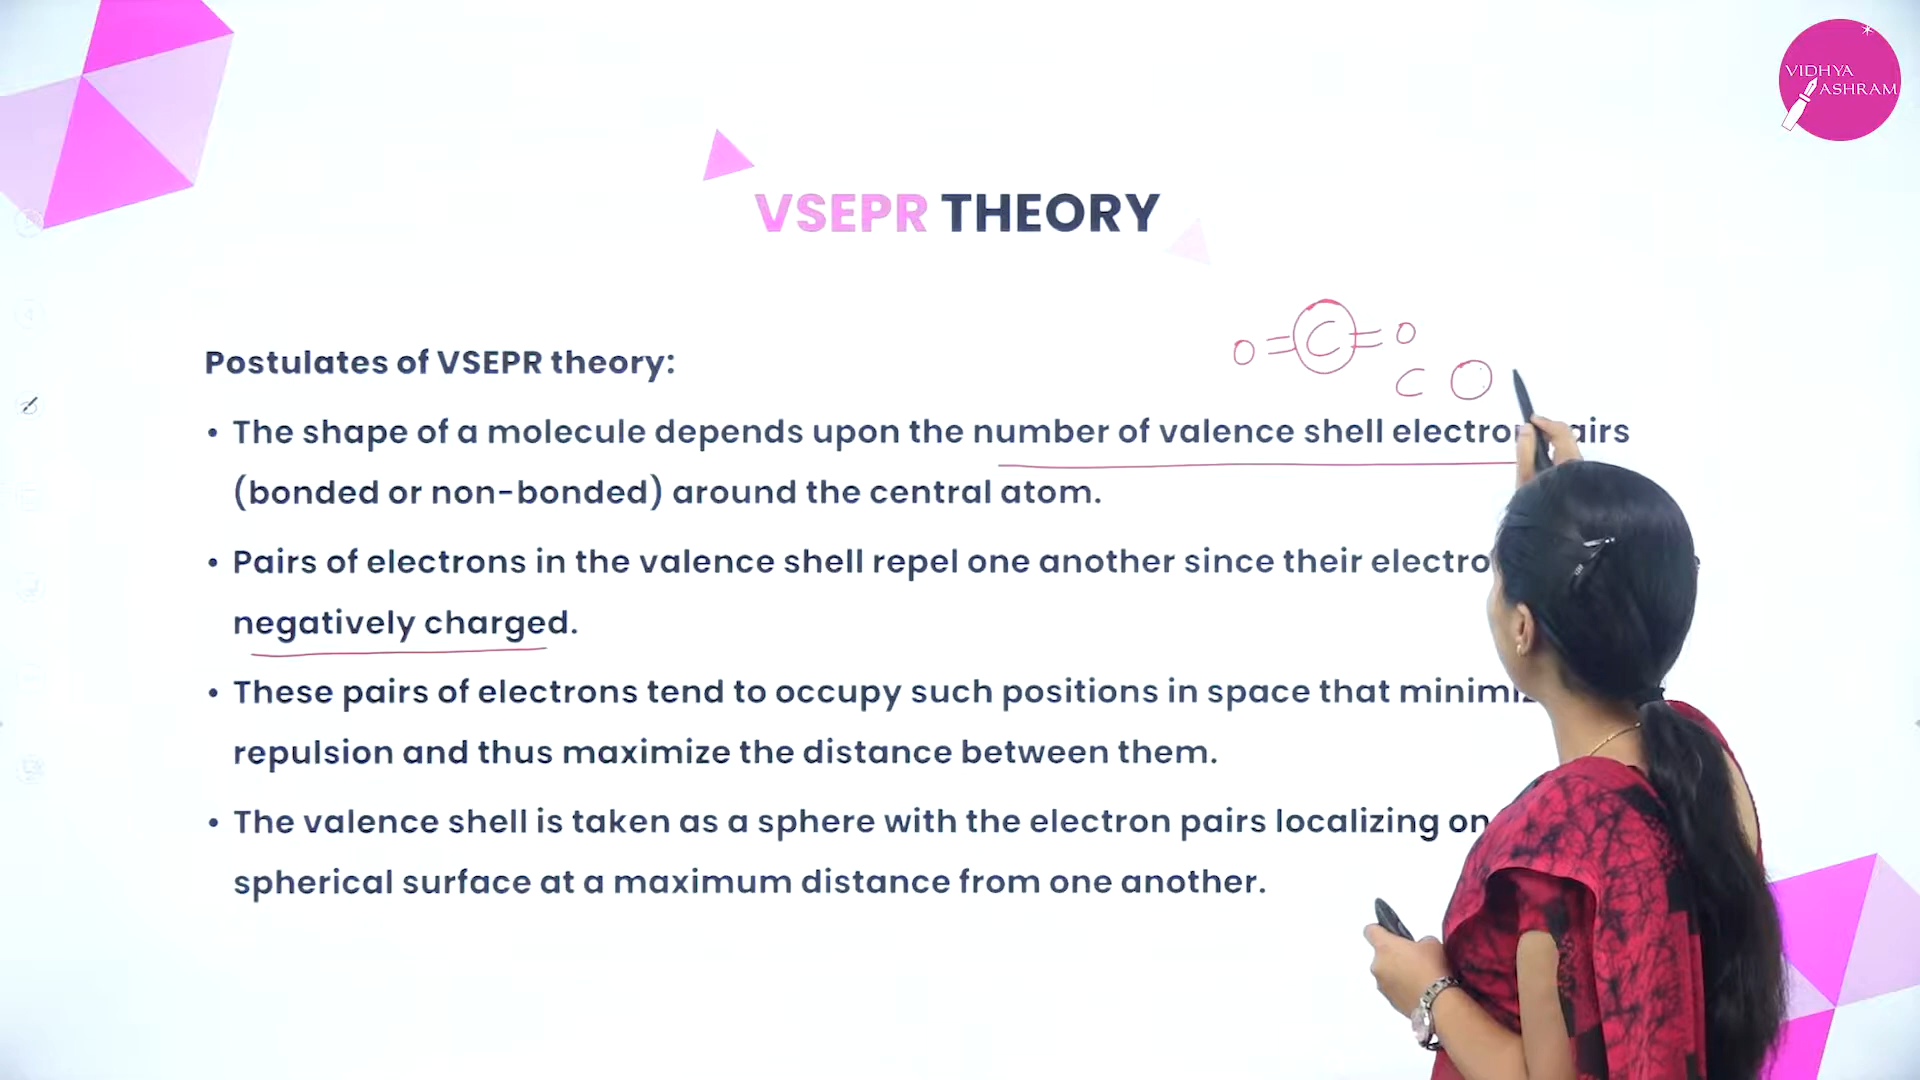 VIDHYA
ASHRAM
VSEPR THEORY
O = C = O
C O
Postulates of VSEPR theory:
• The shape of a molecule depends upon the number of valence shell electron pairs
(bonded or non-bonded) around the central atom.
• Pairs of electrons in the valence shell repel one another since their electro
negatively charged.
• These pairs of electrons tend to occupy such positions in space that
repulsion and thus maximize the distance between them.
• The valence shell is taken as a sphere with the electron pairs localizing on
spherical surface at a maximum distance from one another.